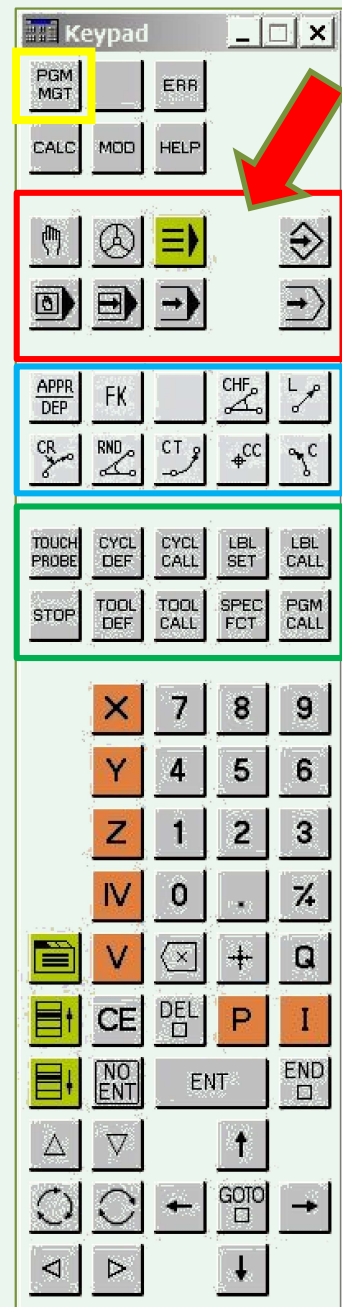 Keypad
PGM MGT ERR
CALC MOD HELP
APPR DEP FK CHF L
CR RND CT CC C
TOUCH PROBE CYCL DEF CYCL CALL LBL SET LBL CALL
STOP TOOL DEF TOOL CALL SPEC FCT PGM CALL
X 7 8 9
Y 4 5 6
Z 1 2 3
IV 0 .
V Q
CE DEL P I
NO ENT ENT END
GOTO